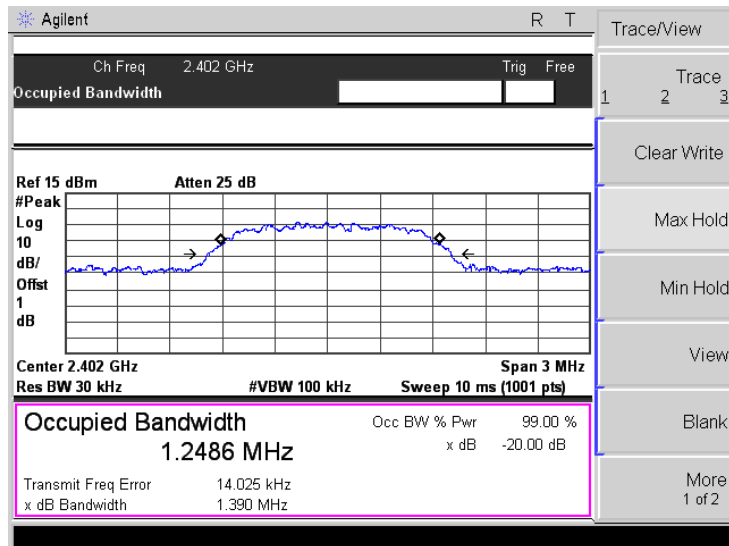 Agilent R T
Ch Freq 2.402 GHz Trig Free
Occupied Bandwidth
Ref 15 dBm Atten 25 dB
#Peak
Log
10
dB/
Offst
1
dB
Center 2.402 GHz Span 3 MHz
Res BW 30 kHz #VBW 100 kHz Sweep 10 ms (1001 pts)
Occupied Bandwidth
1.2486 MHz
Occ BW % Pwr 99.00 %
x dB -20.00 dB
Transmit Freq Error 14.025 kHz
x dB Bandwidth 1.390 MHz
Trace/View
Trace
1 2 3
Clear Write
Max Hold
Min Hold
View
Blank
More
1 of 2